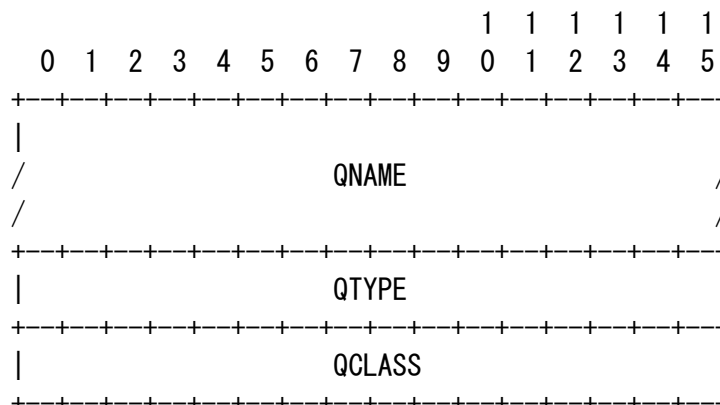 1  1  1  1  1  1
  0  1  2  3  4  5  6  7  8  9  0  1  2  3  4  5
+--+--+--+--+--+--+--+--+--+--+--+--+--+--+--+--
|
/                     QNAME                     /
/                                               /
+--+--+--+--+--+--+--+--+--+--+--+--+--+--+--+--
|                     QTYPE
+--+--+--+--+--+--+--+--+--+--+--+--+--+--+--+--
|                     QCLASS
+--+--+--+--+--+--+--+--+--+--+--+--+--+--+--+--